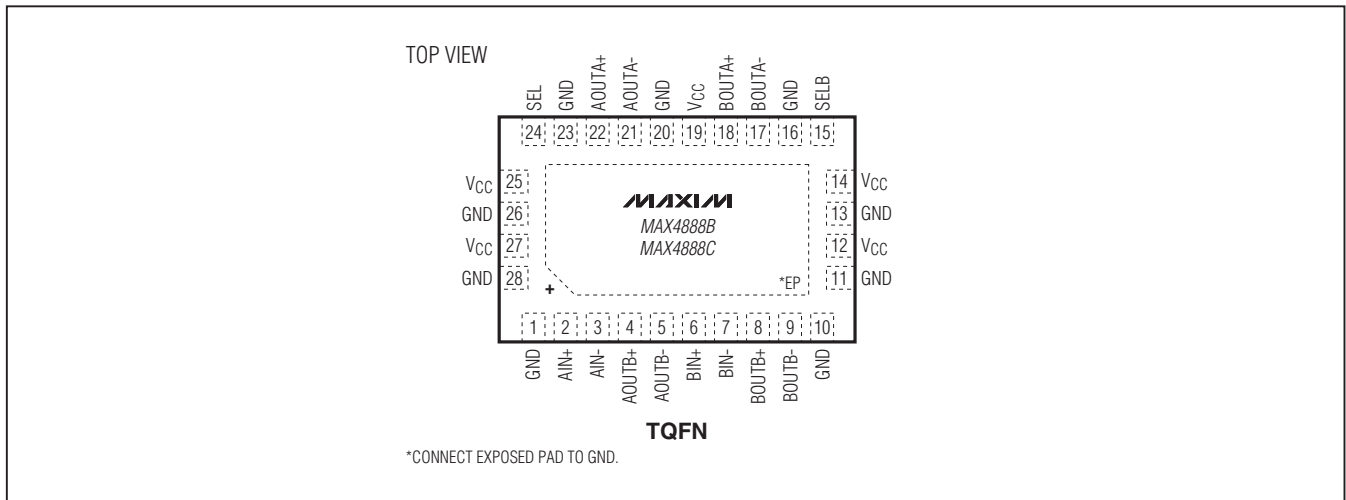 TOP VIEW
SEL GND AOUTA+ AOUTA- GND VCC BOUTA+ BOUTA- GND SELB
24 23 22 21 20 19 18 17 16 15
VCC 25 14 VCC
MAXIM
GND 26 13 GND
MAX4888B
MAX4888C
VCC 27 12 VCC
GND 28 11 GND
*EP
+
1 2 3 4 5 6 7 8 9 10
GND AIN+ AIN- AOUTB+ AOUTB- BIN+ BIN- BOUTB+ BOUTB- GND
TQFN
*CONNECT EXPOSED PAD TO GND.